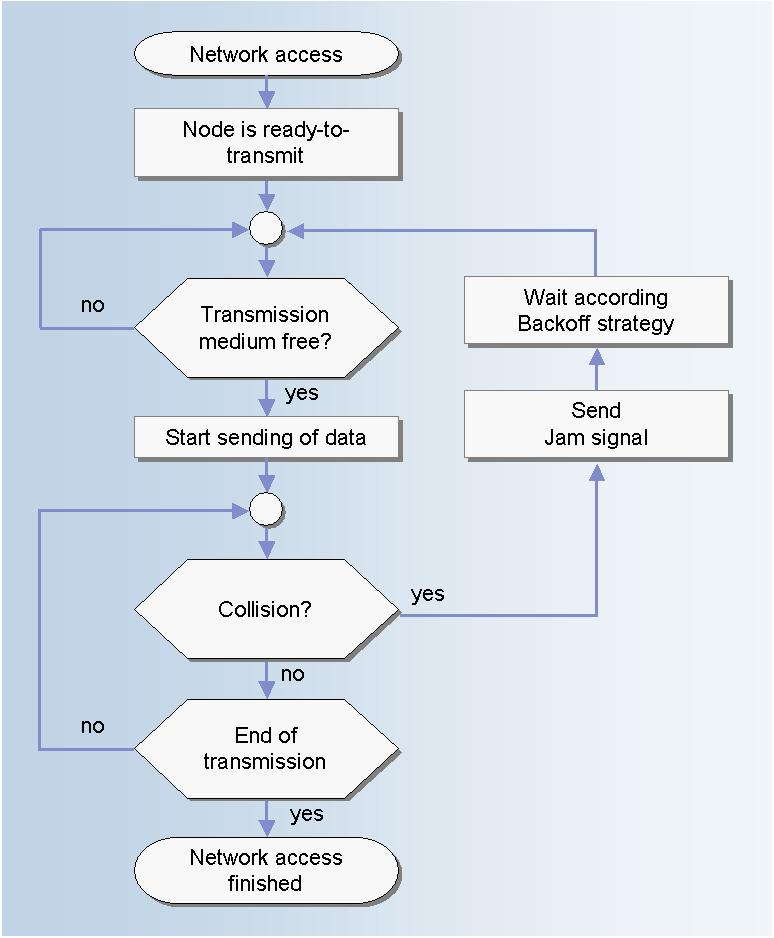 Network access
Node is ready-to-
transmit
no
Transmission
medium free?
yes
Wait according
Backoff strategy
Send
Jam signal
Start sending of data
Collision?
yes
no
no
End of
transmission
yes
Network access
finished